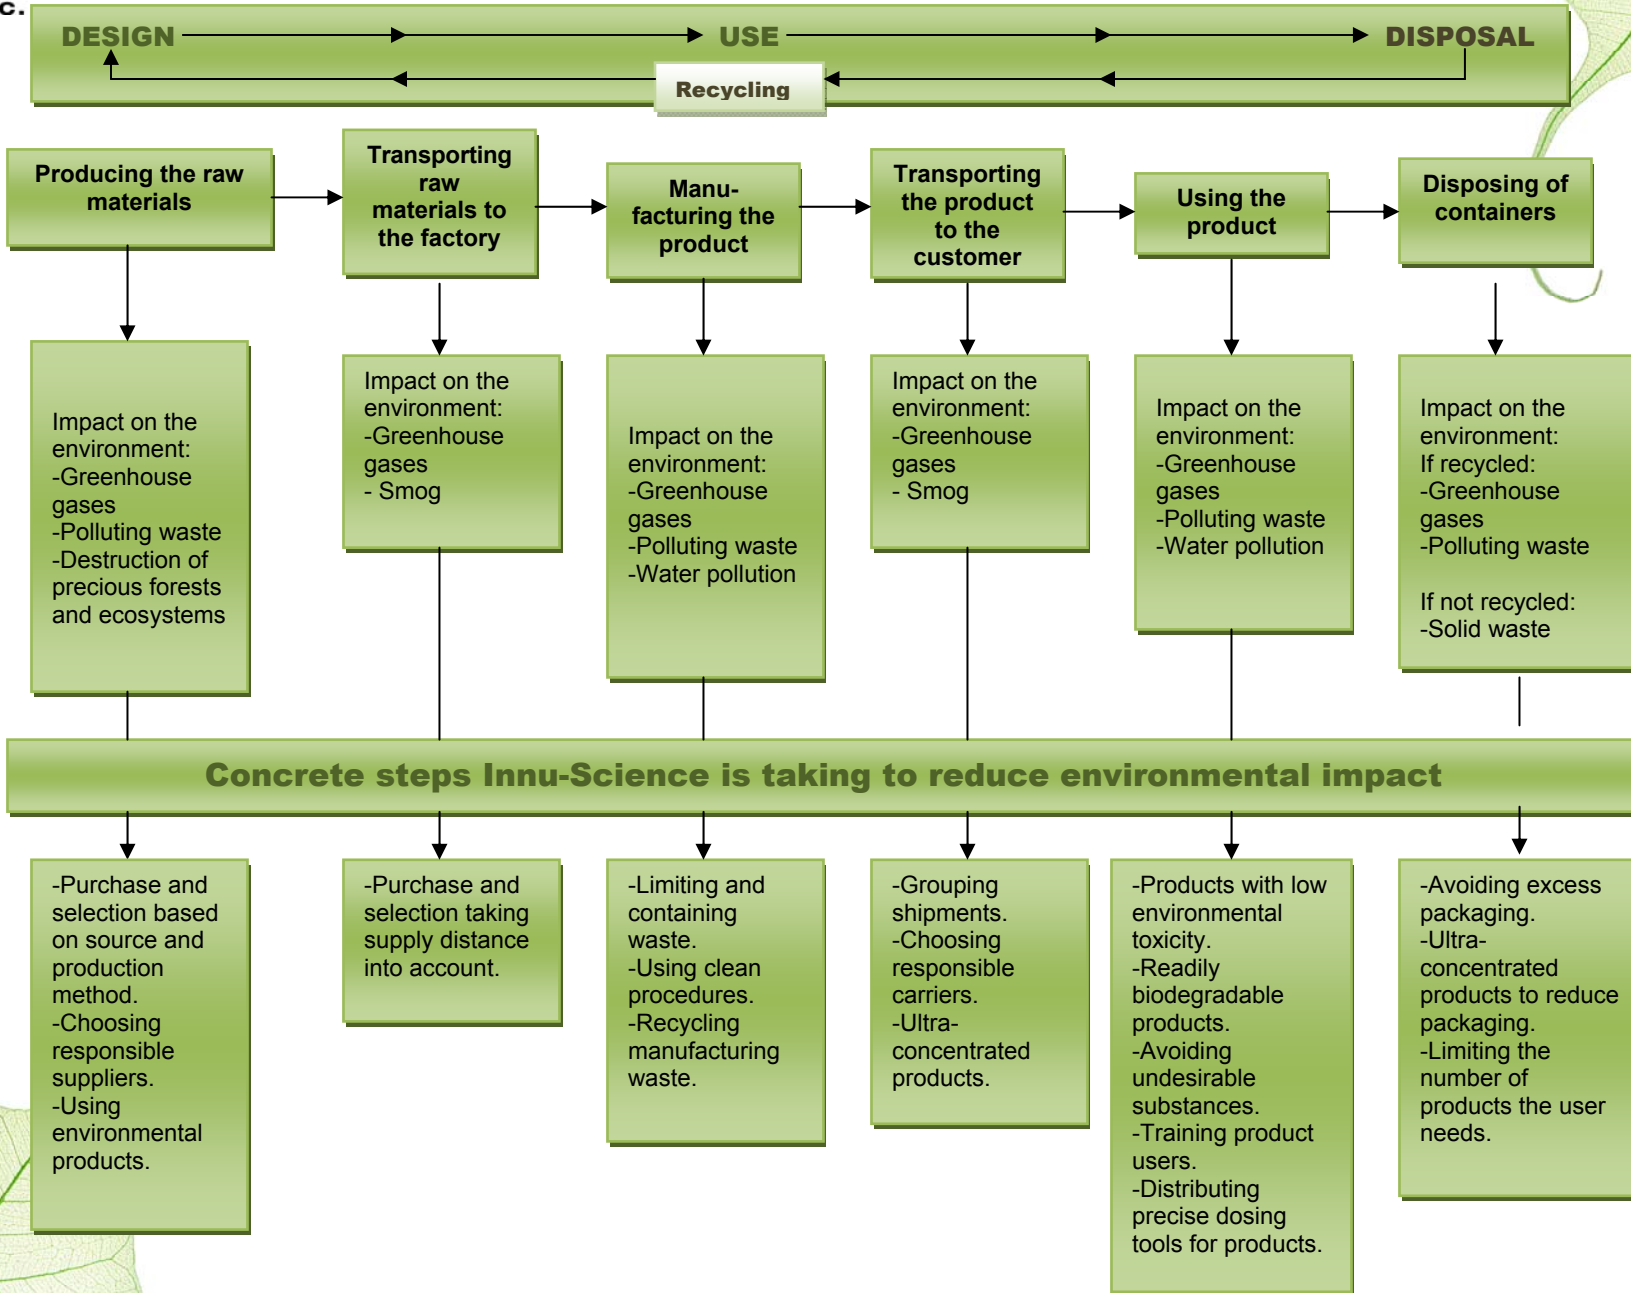 c.
DESIGN
USE
DISPOSAL
Recycling
Producing the raw
materials
Transporting
raw
materials to
the factory
Manu-
facturing the
product
Transporting
the product
to the
customer
Using the
product
Disposing of
containers
Impact on the
environment:
-Greenhouse
gases
-Polluting waste
-Destruction of
precious forests
and ecosystems
Impact on the
environment:
-Greenhouse
gases
- Smog
Impact on the
environment:
-Greenhouse
gases
-Polluting waste
-Water pollution
Impact on the
environment:
-Greenhouse
gases
- Smog
Impact on the
environment:
-Greenhouse
gases
-Polluting waste
-Water pollution
Impact on the
environment:
If recycled:
-Greenhouse
gases
-Polluting waste
If not recycled:
-Solid waste
Concrete steps Innu-Science is taking to reduce environmental impact
-Purchase and
selection based
on source and
production
method.
-Choosing
responsible
suppliers.
-Using
environmental
products.
-Purchase and
selection taking
supply distance
into account.
-Limiting and
containing
waste.
-Using clean
procedures.
-Recycling
manufacturing
waste.
-Grouping
shipments.
-Choosing
responsible
carriers.
-Ultra-
concentrated
products.
-Products with low
environmental
toxicity.
-Readily
biodegradable
products.
-Avoiding
undesirable
substances.
-Training product
users.
-Distributing
precise dosing
tools for products.
-Avoiding excess
packaging.
-Ultra-
concentrated
products to reduce
packaging.
-Limiting the
number of
products the user
needs.